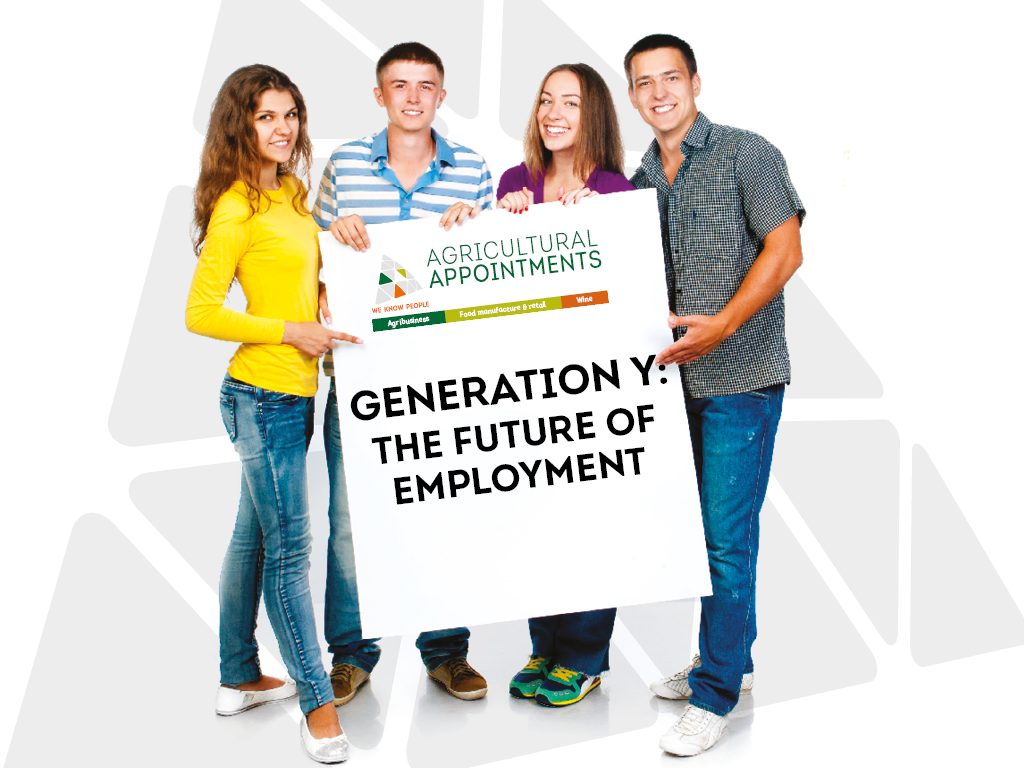 AGRICULTURAL
APPOINTMENTS
WE KNOW PEOPLE
Agribusiness Food manufacture & retail Wine
GENERATION Y:
THE FUTURE OF
EMPLOYMENT